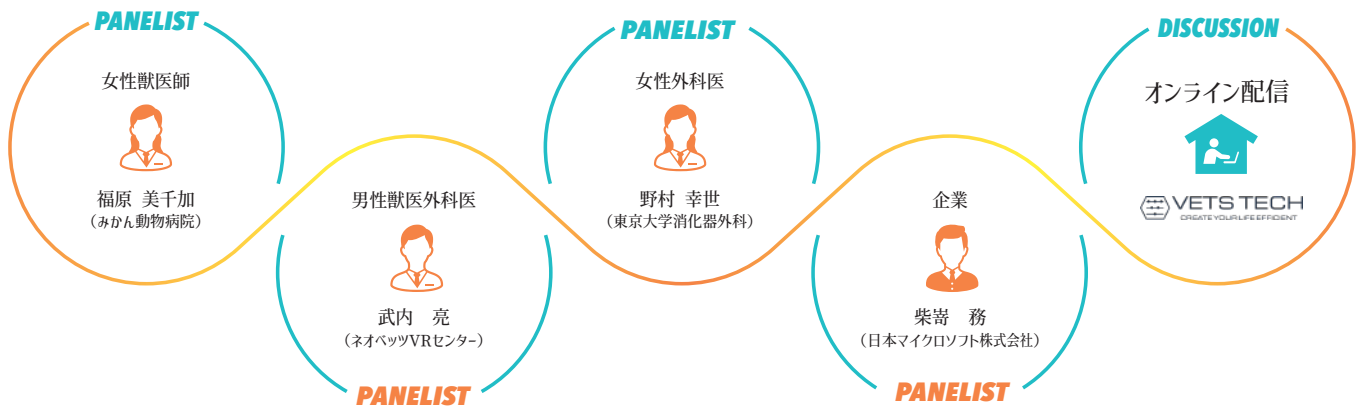 PANELIST
女性獣医師
福原 美千加
（みかん動物病院）
男性獣医外科医
武内 亮
（ネオベッツVRセンター）
PANELIST
PANELIST
女性外科医
野村 幸世
（東京大学消化器外科）
企業
柴嵜 務
（日本マイクロソフト株式会社）
PANELIST
DISCUSSION
オンライン配信
VETS TECH
CREATE YOUR LIFE EFFICIENT